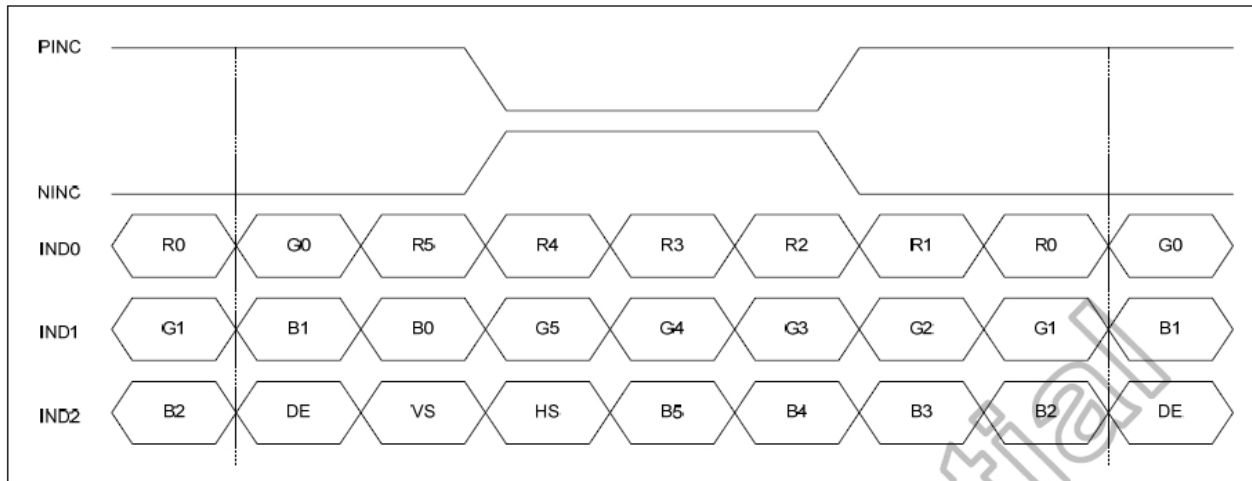 PINC
NINC
IND0 R0 G0 R5 R4 R3 R2 R1 R0 G0
IND1 G1 B1 B0 G5 G4 G3 G2 G1 B1
IND2 B2 DE VS HS B5 B4 B3 B2 DE
tial